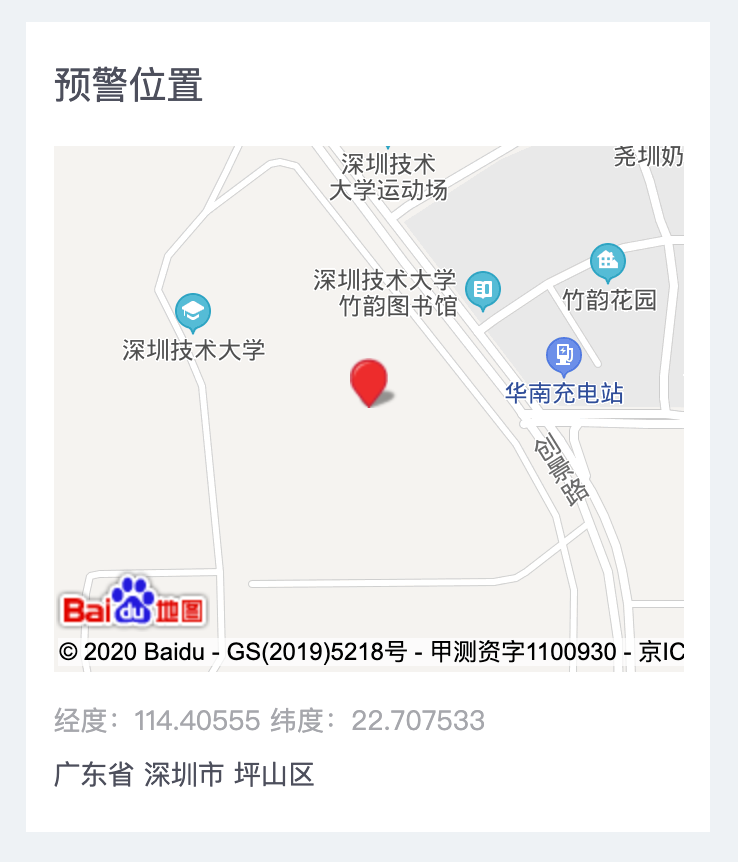 预警位置
尧圳奶
深圳技术
大学运动场
深圳技术大学
竹韵图书馆
竹韵花园
深圳技术大学
华南充电站
创景路
Bai du 地图
© 2020 Baidu - GS(2019)5218号 - 甲测资字1100930 - 京IC
经度：114.40555 纬度：22.707533
广东省 深圳市 坪山区